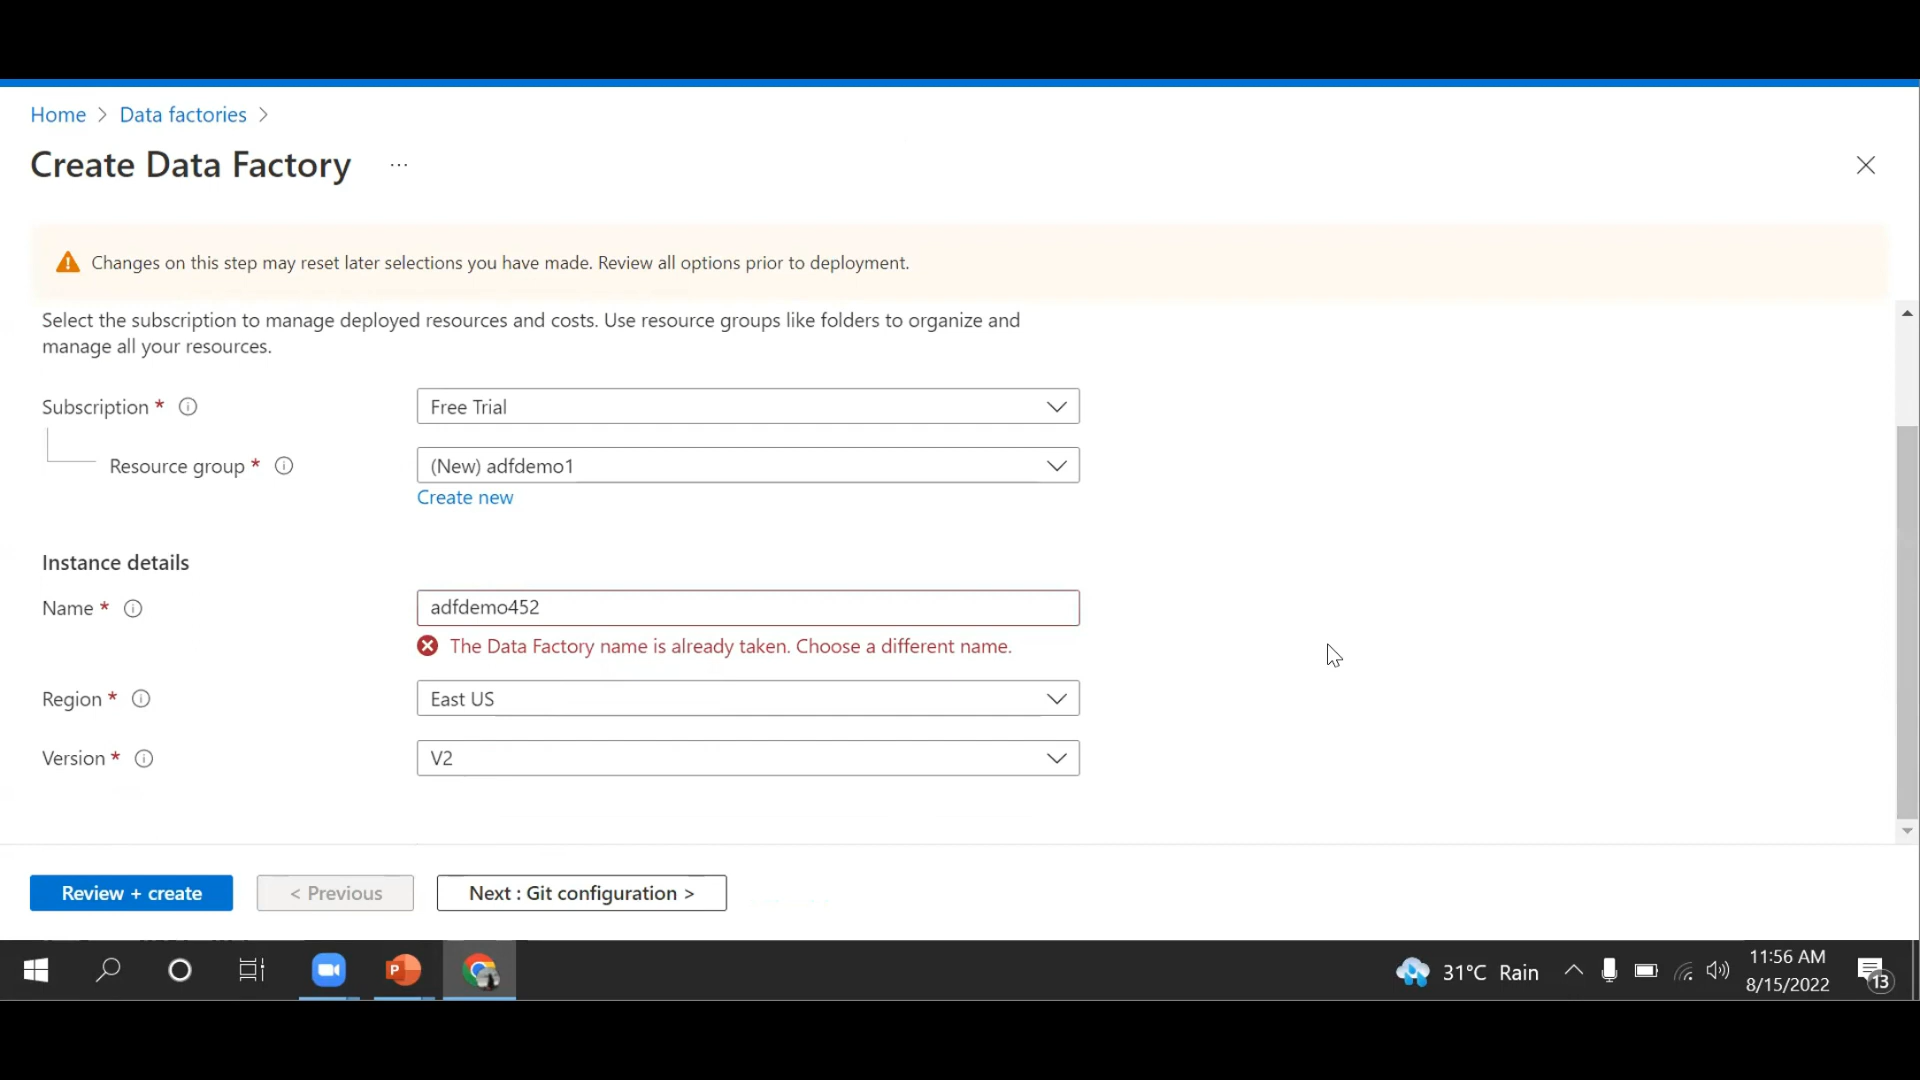 Home > Data factories >
Create Data Factory ...
Changes on this step may reset later selections you have made. Review all options prior to deployment.
Select the subscription to manage deployed resources and costs. Use resource groups like folders to organize and
manage all your resources.
Subscription * Free Trial
Resource group * (New) adfdemo1
Create new
Instance details
Name * adfdemo452
The Data Factory name is already taken. Choose a different name.
Region * East US
Version * V2
Review + create < Previous Next : Git configuration >
31°C Rain 11:56 AM
8/15/2022 13